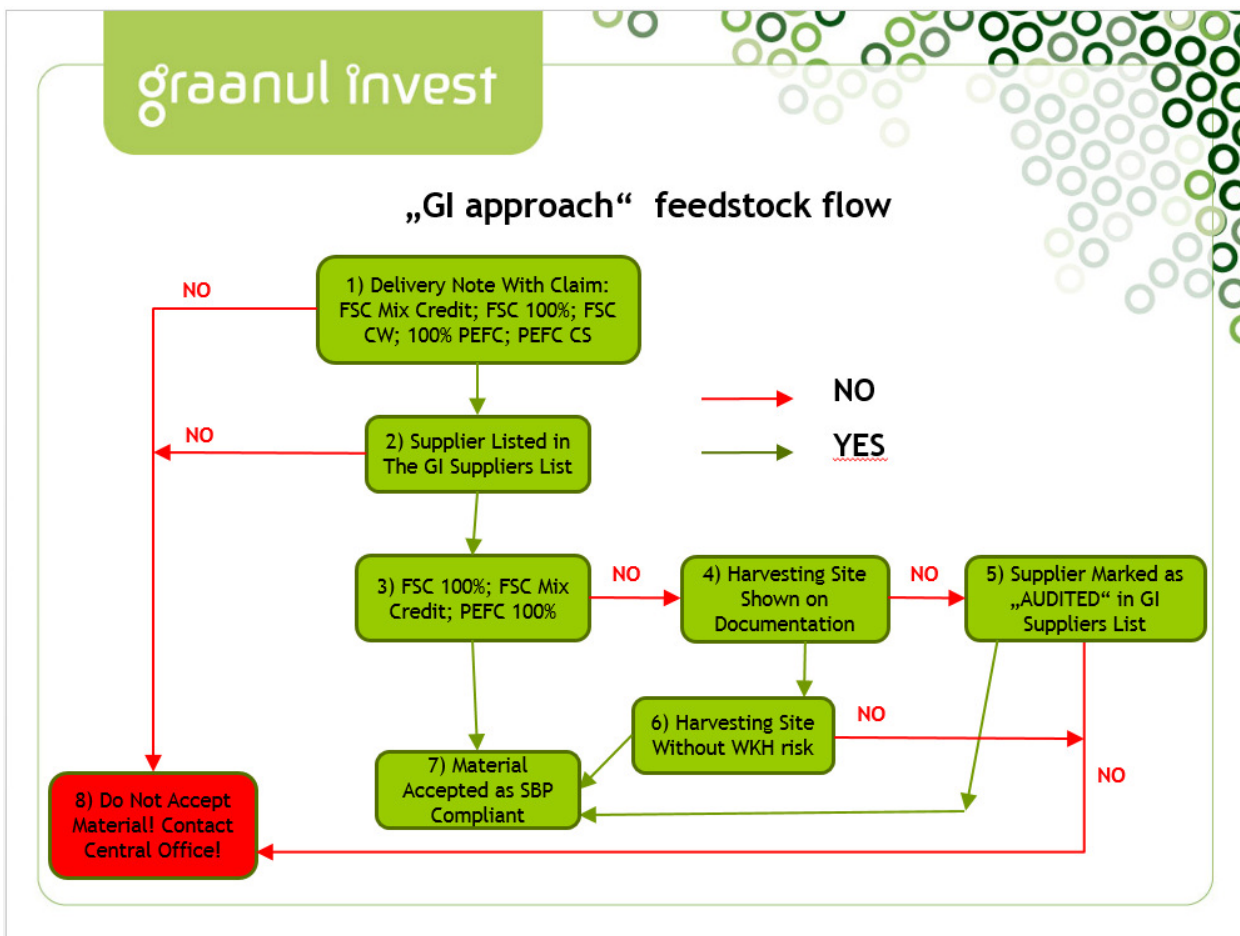 graanul invest
„GI approach“ feedstock flow
1) Delivery Note With Claim:
FSC Mix Credit; FSC 100%; FSC
CW; 100% PEFC; PEFC CS
NO
NO
YES
2) Supplier Listed in
The GI Suppliers List
NO
3) FSC 100%; FSC Mix
Credit; PEFC 100%
NO
4) Harvesting Site
Shown on
Documentation
NO
5) Supplier Marked as
„AUDITED“ in GI
Suppliers List
6) Harvesting Site
Without WKH risk
NO
7) Material
Accepted as SBP
Compliant
NO
8) Do Not Accept
Material! Contact
Central Office!